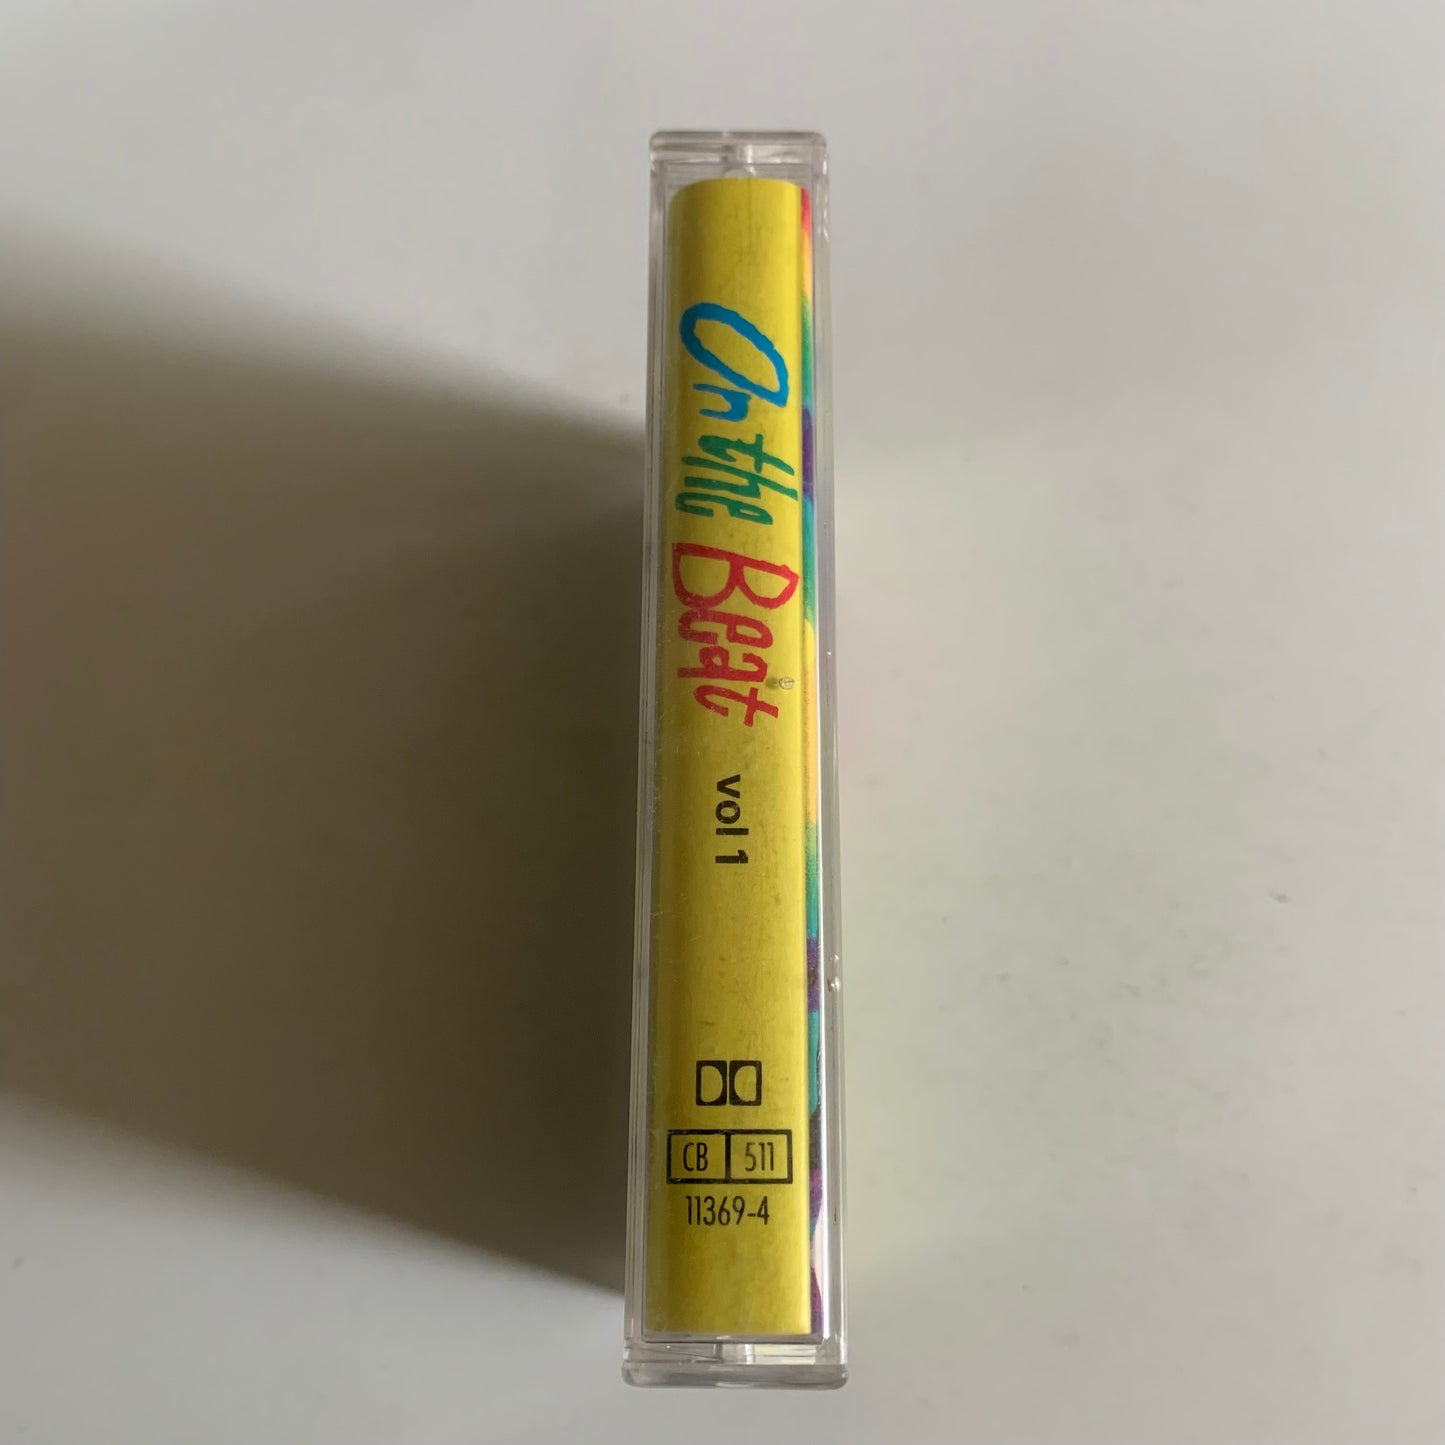 On the Beat vol 1
CB 511
11369-4